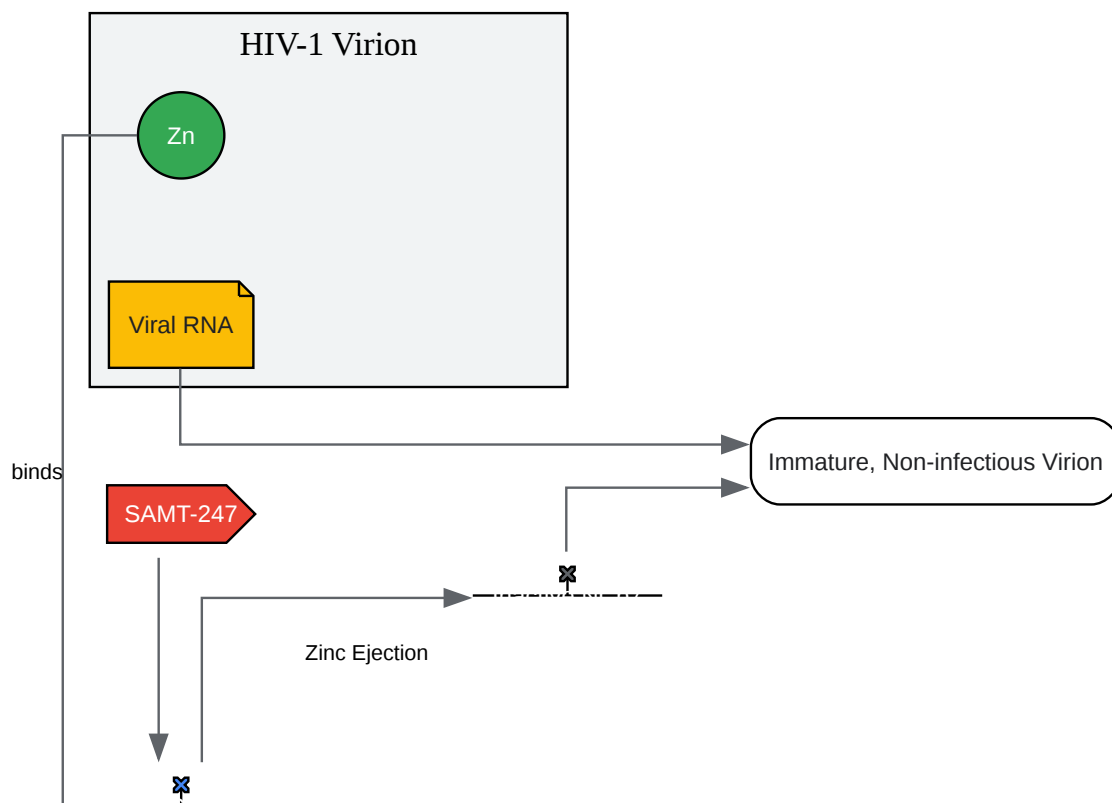 HIV-1 Virion
Zn
Viral RNA
Immature, Non-infectious Virion
binds
SAMT-247
Zinc Ejection